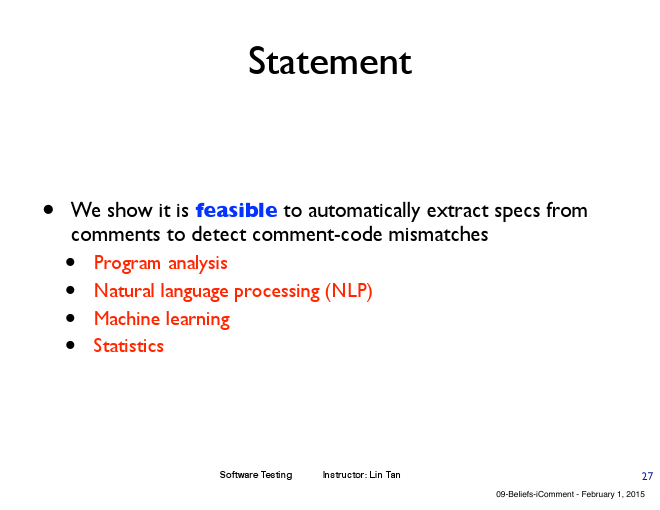 Statement
• We show it is feasible to automatically extract specs from
comments to detect comment-code mismatches
• Program analysis
• Natural language processing (NLP)
• Machine learning
• Statistics
Software Testing Instructor: Lin Tan
27
09-Beliefs-iComment - February 1, 2015